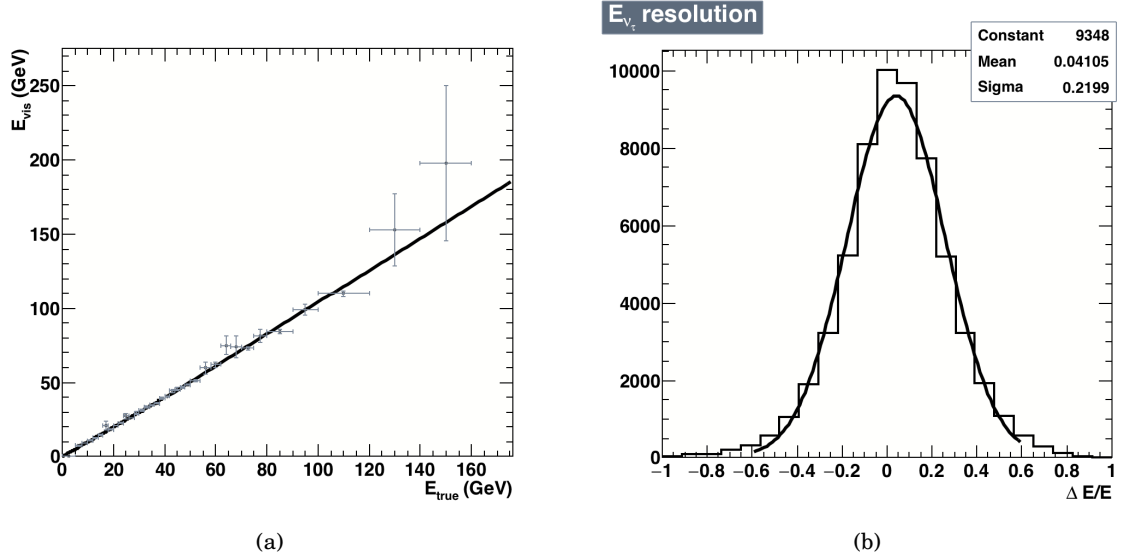 E_vis (GeV)
250
200
150
100
50
0
0 20 40 60 80 100 120 140 160
E_true (GeV)
(a)
E_ντ resolution
Constant 9348
Mean 0.04105
Sigma 0.2199
10000
8000
6000
4000
2000
0
−1 −0.8 −0.6 −0.4 −0.2 0 0.2 0.4 0.6 0.8 1
Δ E/E
(b)